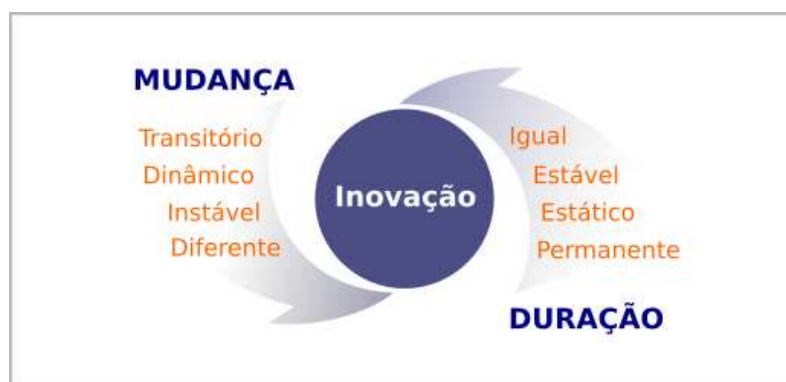 MUDANÇA
Transitório
Dinâmico
Instável
Diferente
Inovação
Igual
Estável
Estático
Permanente
DURAÇÃO